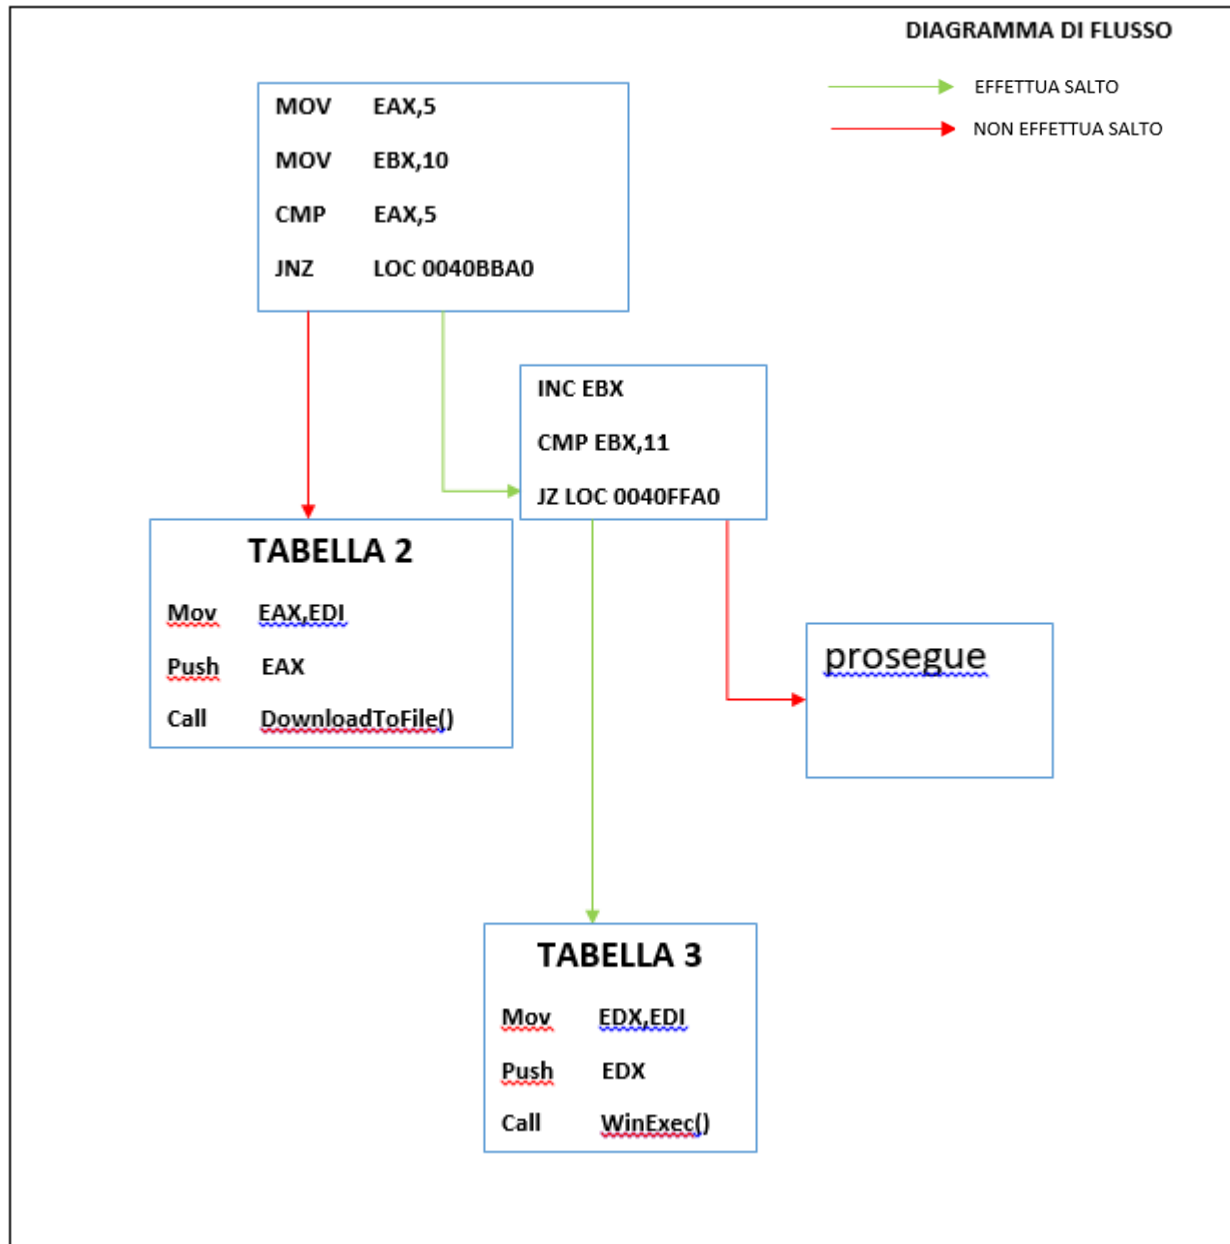 DIAGRAMMA DI FLUSSO
EFFETTUA SALTO
NON EFFETTUA SALTO
MOV EAX,5
MOV EBX,10
CMP EAX,5
JNZ LOC 0040BBA0
INC EBX
CMP EBX,11
JZ LOC 0040FFA0
TABELLA 2
Mov EAX,EDI
Push EAX
Call DownloadToFile()
prosegue
TABELLA 3
Mov EDX,EDI
Push EDX
Call WinExec()